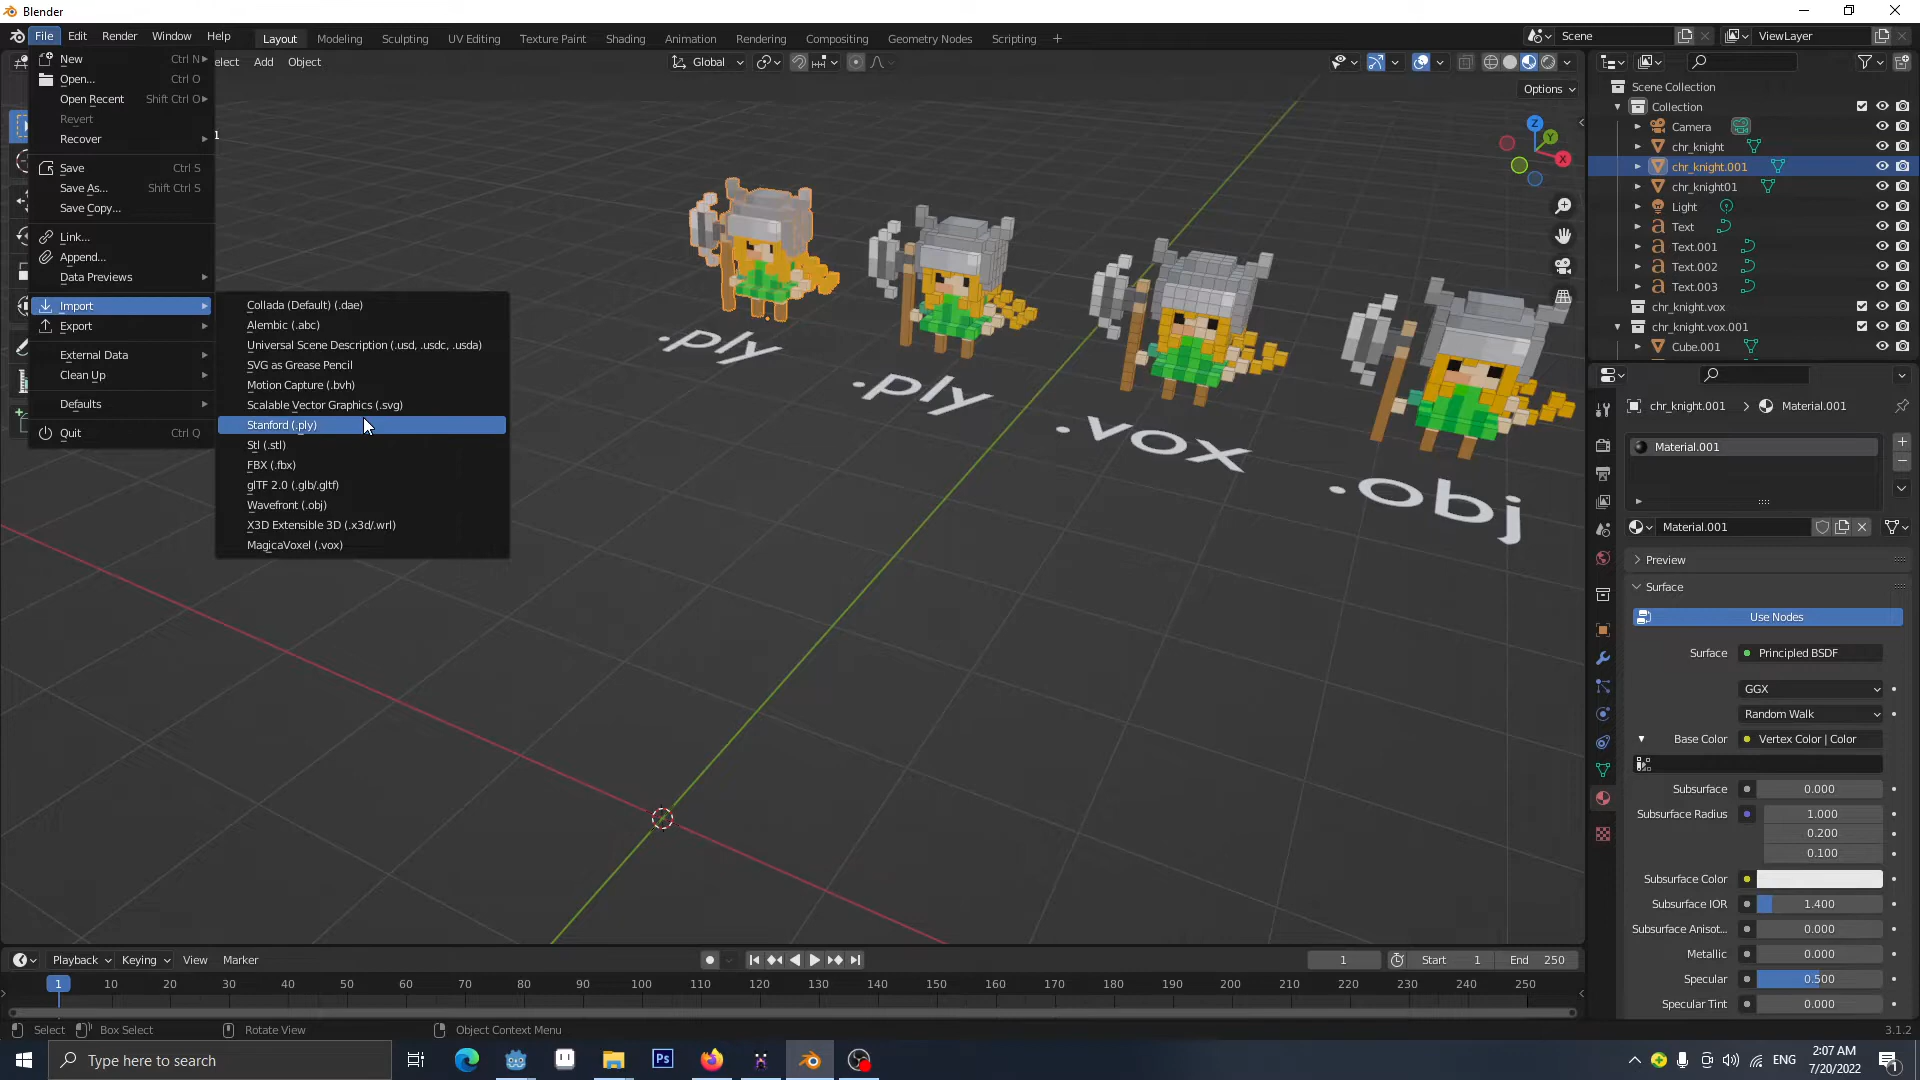 Blender
File Edit Render Window Help Layout Modeling Sculpting UV Editing Texture Paint Shading Animation Rendering Compositing Geometry Nodes Scripting + Scene ViewLayer
elect Add Object Global
Options
1
New Ctrl N
Open... Ctrl O
Open Recent Shift Ctrl O
Revert
Recover
Save Ctrl S
Save As... Shift Ctrl S
Save Copy...
Link...
Append...
Data Previews
Import
Export
External Data
Clean Up
Defaults
Quit Ctrl Q
Collada (Default) (.dae)
Alembic (.abc)
Universal Scene Description (.usd, .usdc, .usda)
SVG as Grease Pencil
Motion Capture (.bvh)
Scalable Vector Graphics (.svg)
Stanford (.ply)
Stl (.stl)
FBX (.fbx)
glTF 2.0 (.glb/.gltf)
Wavefront (.obj)
X3D Extensible 3D (.x3d/.wrl)
MagicaVoxel (.vox)
.ply
.ply
.vox
.obj
Z
Y
X
Scene Collection
Collection
Camera
chr_knight
chr_knight.001
chr_knight01
Light
Text
Text.001
Text.002
Text.003
chr_knight.vox
chr_knight.vox.001
Cube.001
chr_knight.001 > Material.001
Material.001
Material.001
Preview
Surface
Use Nodes
Surface Principled BSDF
GGX
Random Walk
Base Color Vertex Color | Color
Subsurface 0.000
Subsurface Radius 1.000
0.200
0.100
Subsurface Color
Subsurface IOR 1.400
Subsurface Anisot... 0.000
Metallic 0.000
Specular 0.500
Specular Tint 0.000
Playback Keying View Marker 1 Start 1 End 250
1 10 20 30 40 50 60 70 80 90 100 110 120 130 140 150 160 170 180 190 200 210 220 230 240 250
Select Box Select Rotate View Object Context Menu 3.1.2
Type here to search
Ps
ENG
2:07 AM
7/20/2022
1